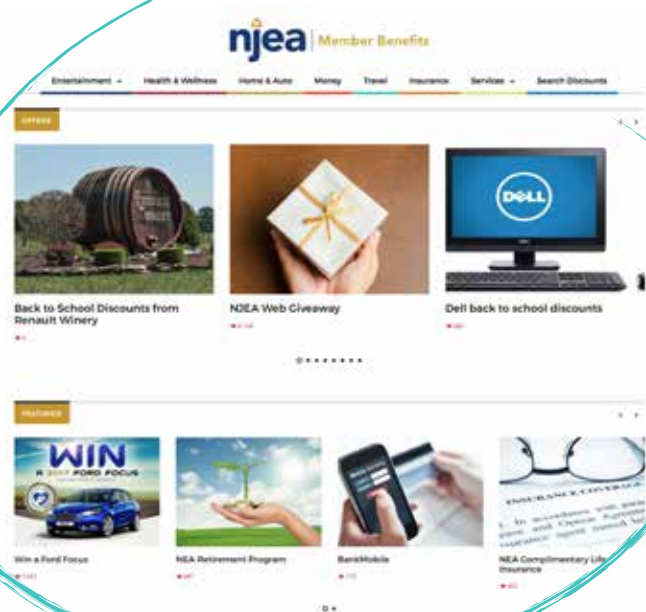 njea Member Benefits
Entertainment Health & Wellness Home & Auto Money Travel Insurance Services Search Discounts
OFFERS
DELL
Back to School Discounts from
Renault Winery
NJEA Web Giveaway
Dell back to school discounts
FEATURED
WIN
A 2017 FORD FOCUS
INSURANCE COVERAGE
Win a Ford Focus
NEA Retirement Program
BankMobile
NEA Complimentary Life
Insurance